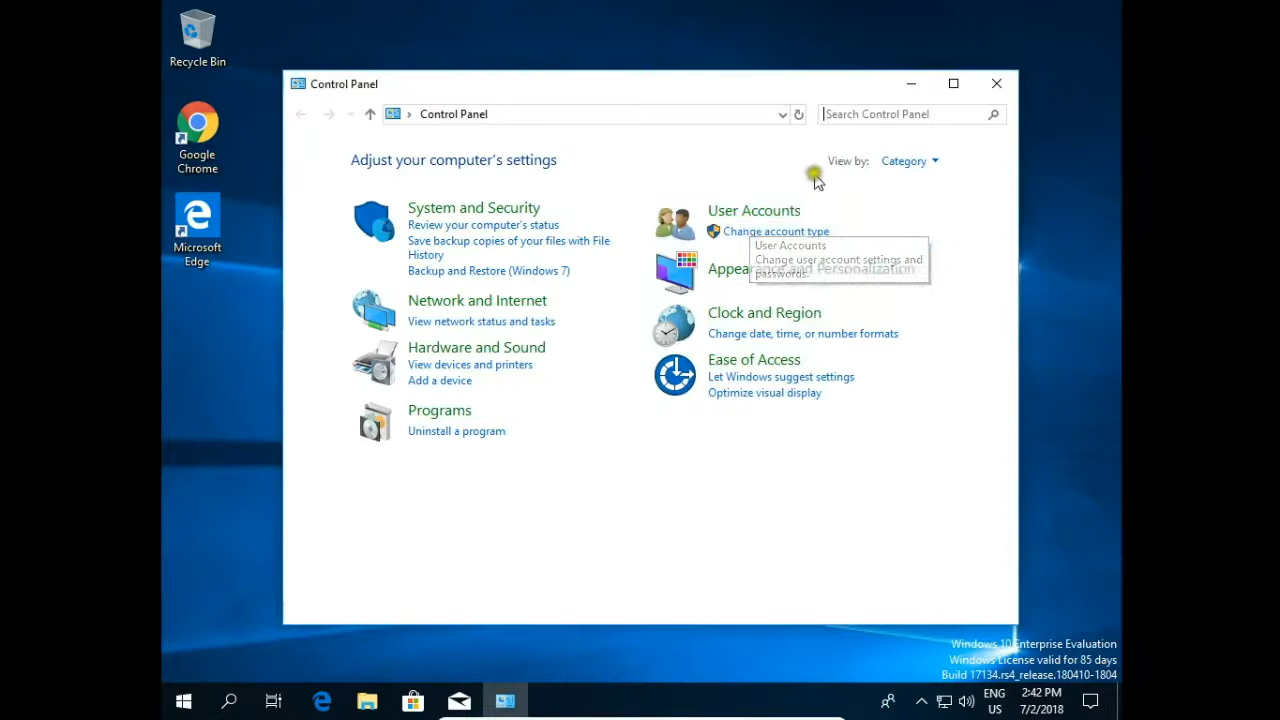 Recycle Bin
Google
Chrome
Microsoft
Edge
Control Panel
Control Panel
Search Control Panel
Adjust your computer's settings
View by:
Category
System and Security
Review your computer's status
Save backup copies of your files with File
History
Backup and Restore (Windows 7)
Network and Internet
View network status and tasks
Hardware and Sound
View devices and printers
Add a device
Programs
Uninstall a program
User Accounts
Change account type
User Accounts
Change user account settings and
passwords.
Appearance and Personalization
Clock and Region
Change date, time, or number formats
Ease of Access
Let Windows suggest settings
Optimize visual display
Windows 10 Enterprise Evaluation
Windows License valid for 85 days
Build 17134.rs4_release.180410-1804
ENG
US
2:42 PM
7/2/2018